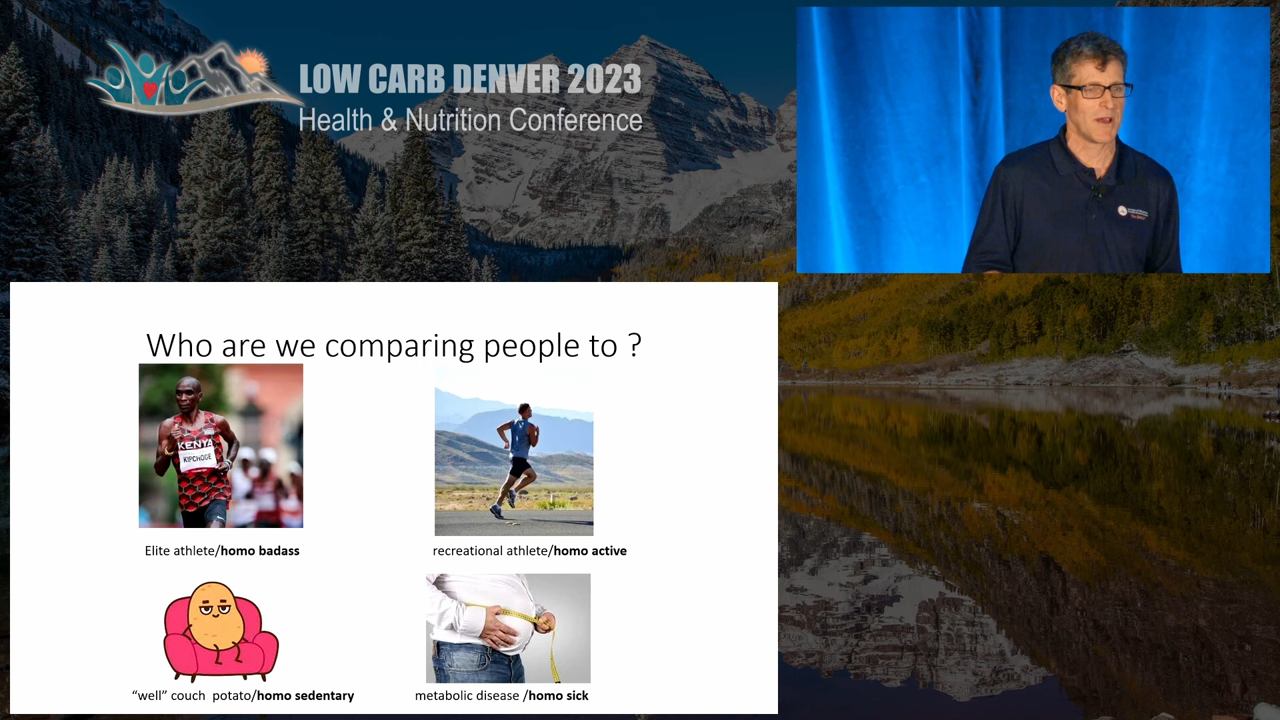 LOW CARB DENVER 2023
Health & Nutrition Conference
Who are we comparing people to ?
KENYA
KIPCHOGE
Elite athlete/homo badass
recreational athlete/homo active
“well” couch potato/homo sedentary
metabolic disease /homo sick